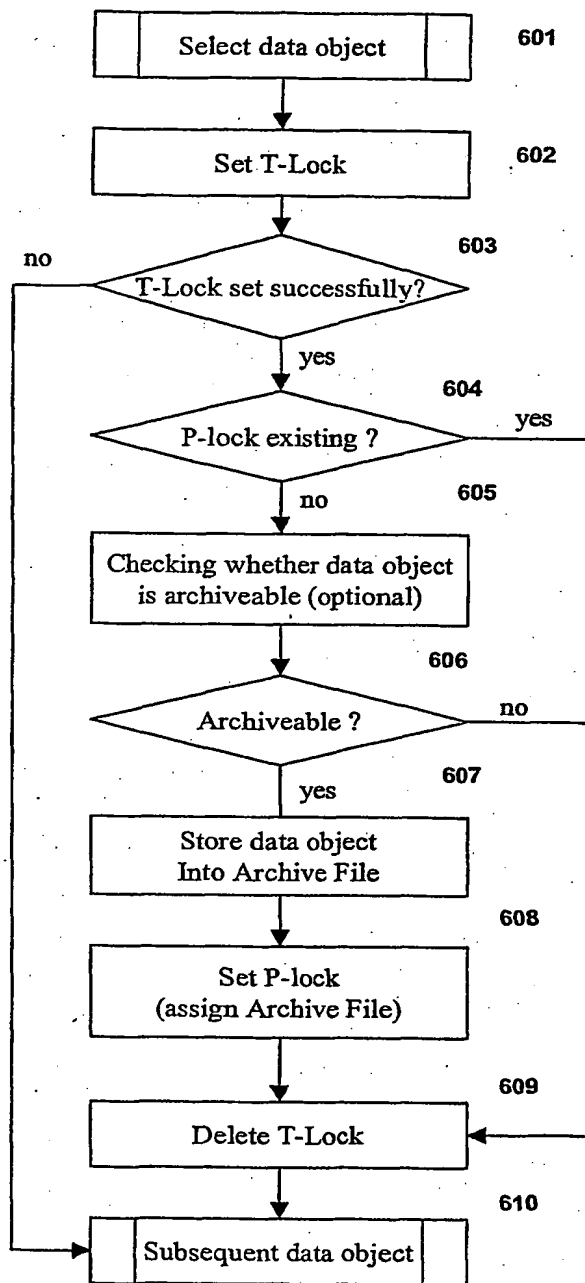 Select data object
601
Set T-Lock
602
603
no
T-Lock set successfully?
yes
604
P-lock existing ?
yes
605
no
Checking whether data object
is archiveable (optional)
606
Archiveable ?
no
607
yes
Store data object
Into Archive File
608
Set P-lock
(assign Archive File)
609
Delete T-Lock
610
Subsequent data object